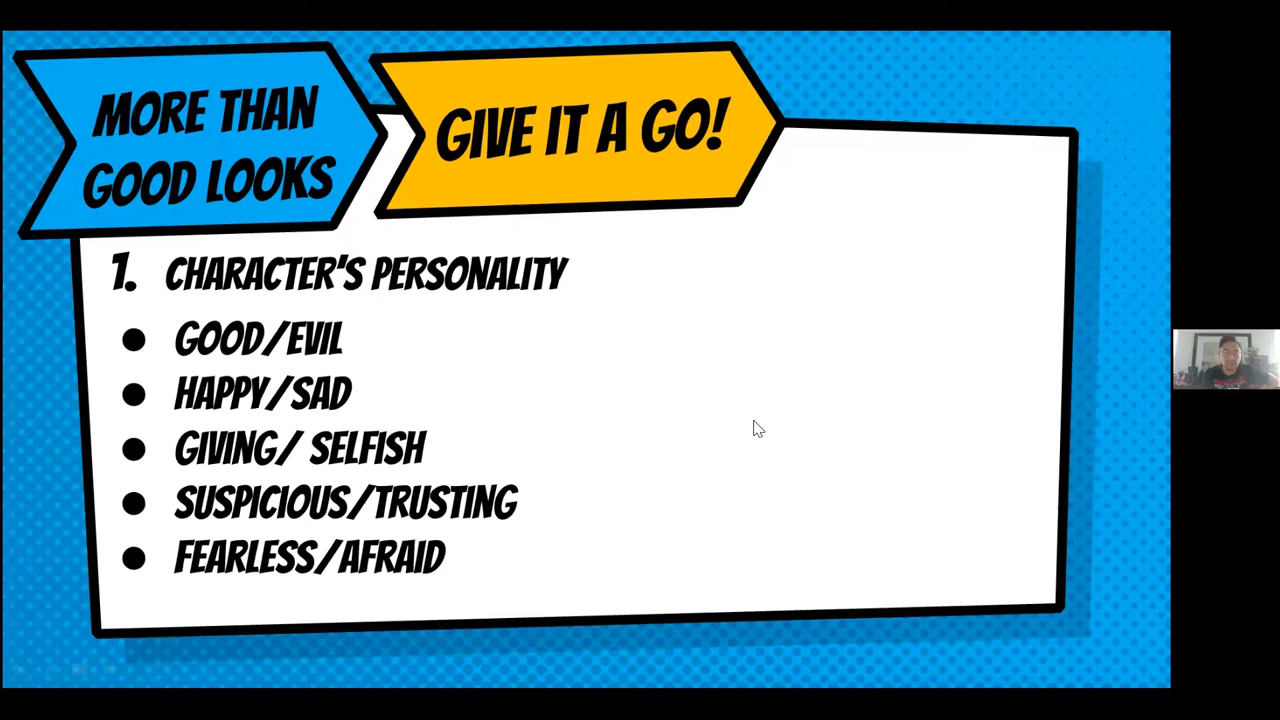 MORE THAN
GOOD LOOKS
GIVE IT A GO!
1. CHARACTER'S PERSONALITY
● GOOD/EVIL
● HAPPY/SAD
● GIVING/ SELFISH
● SUSPICIOUS/TRUSTING
● FEARLESS/AFRAID